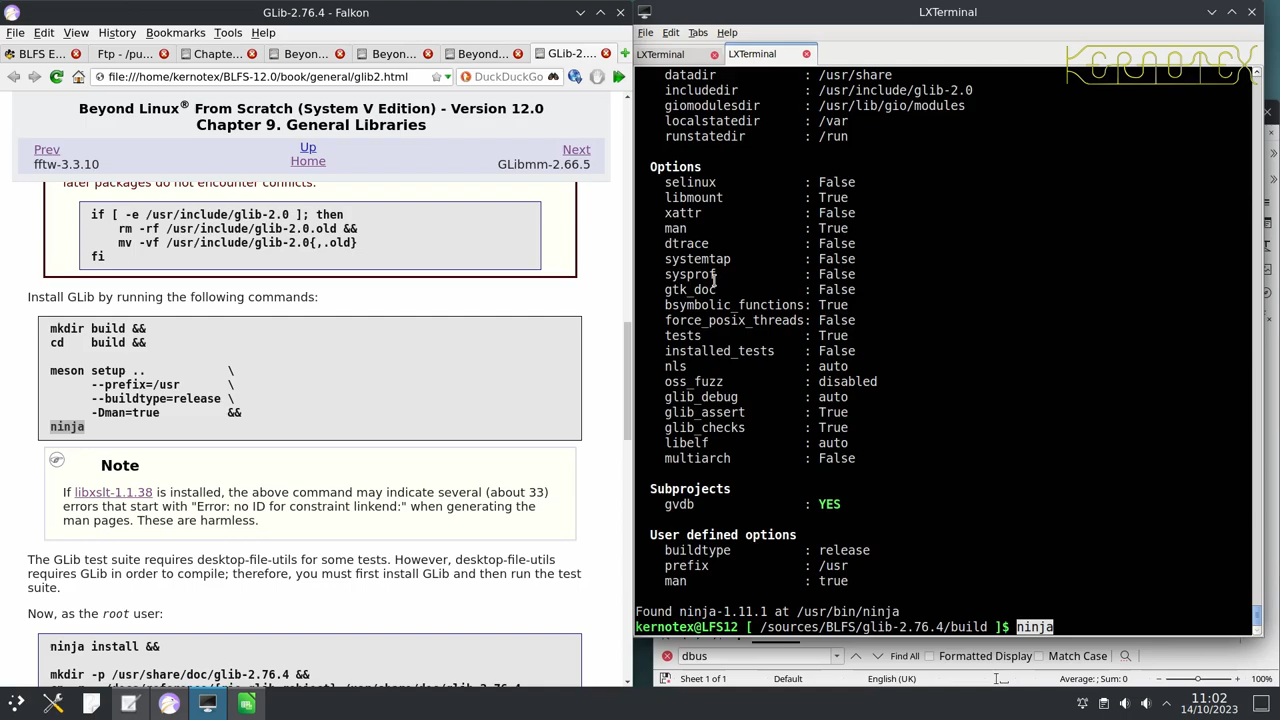 GLib-2.76.4 - Falkon
File Edit View History Bookmarks Tools Help
BLFS E... Ftp - /pu... Chapte... Beyon... Beyon... Beyond... GLib-2....
file:///home/kernotex/BLFS-12.0/book/general/glib2.html DuckDuckGo
Beyond Linux® From Scratch (System V Edition) - Version 12.0
Chapter 9. General Libraries
Prev Up Next
fftw-3.3.10 Home GLibmm-2.66.5
later packages do not encounter conflicts.
if [ -e /usr/include/glib-2.0 ]; then
rm -rf /usr/include/glib-2.0.old &&
mv -vf /usr/include/glib-2.0{,.old}
fi
Install GLib by running the following commands:
mkdir build &&
cd build &&
meson setup .. \
--prefix=/usr \
--buildtype=release \
-Dman=true &&
ninja
Note
If libxslt-1.1.38 is installed, the above command may indicate several (about 33)
errors that start with "Error: no ID for constraint linkend:" when generating the
man pages. These are harmless.
The GLib test suite requires desktop-file-utils for some tests. However, desktop-file-utils
requires GLib in order to compile; therefore, you must first install GLib and then run the test
suite.
Now, as the root user:
ninja install &&
mkdir -p /usr/share/doc/glib-2.76.4 &&
LXTerminal
File Edit Tabs Help
LXTerminal LXTerminal
KERNOTEX
datadir : /usr/share
includedir : /usr/include/glib-2.0
giomodulesdir : /usr/lib/gio/modules
localstatedir : /var
runstatedir : /run
Options
selinux : False
libmount : True
xattr : False
man : True
dtrace : False
systemtap : False
sysprof : False
gtk_doc : False
bsymbolic_functions: True
force_posix_threads: False
tests : True
installed_tests : False
nls : auto
oss_fuzz : disabled
glib_debug : auto
glib_assert : True
glib_checks : True
libelf : auto
multiarch : False
Subprojects
gvdb : YES
User defined options
buildtype : release
prefix : /usr
man : true
Found ninja-1.11.1 at /usr/bin/ninja
kernotex@LFS12 [ /sources/BLFS/glib-2.76.4/build ]$ ninja
dbus Find All Formatted Display Match Case
Sheet 1 of 1 Default English (UK) Average: ; Sum: 0 100%
11:02
14/10/2023